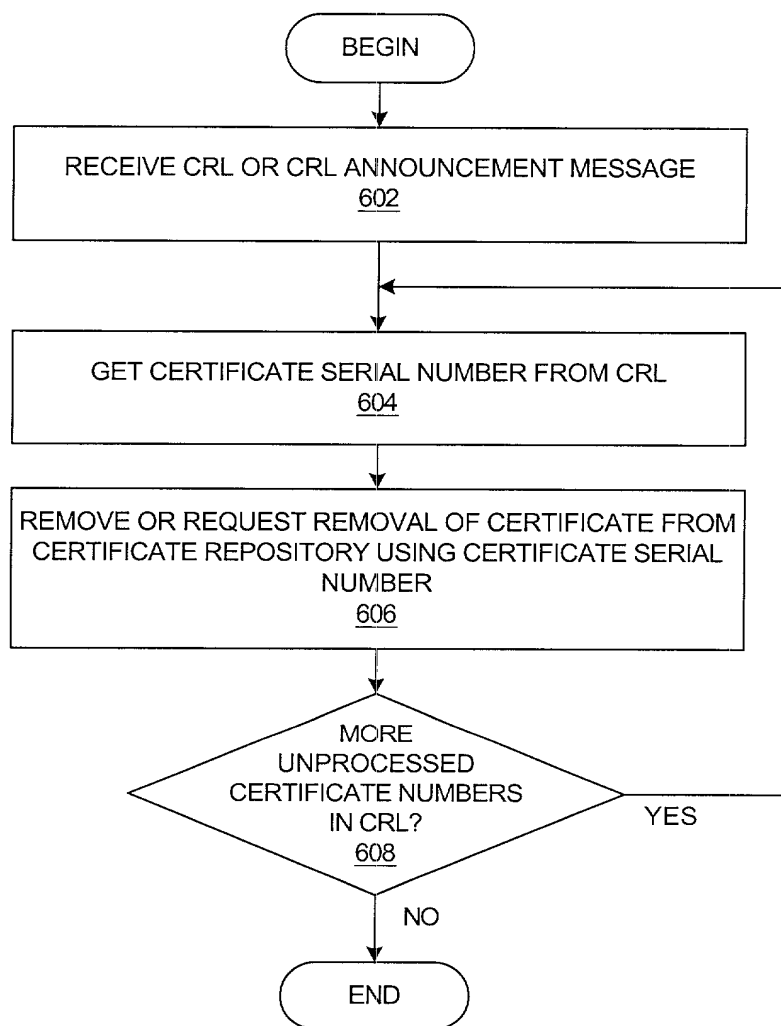 BEGIN
RECEIVE CRL OR CRL ANNOUNCEMENT MESSAGE
602
GET CERTIFICATE SERIAL NUMBER FROM CRL
604
REMOVE OR REQUEST REMOVAL OF CERTIFICATE FROM
CERTIFICATE REPOSITORY USING CERTIFICATE SERIAL
NUMBER
606
MORE
UNPROCESSED
CERTIFICATE NUMBERS
IN CRL?
608
YES
NO
END